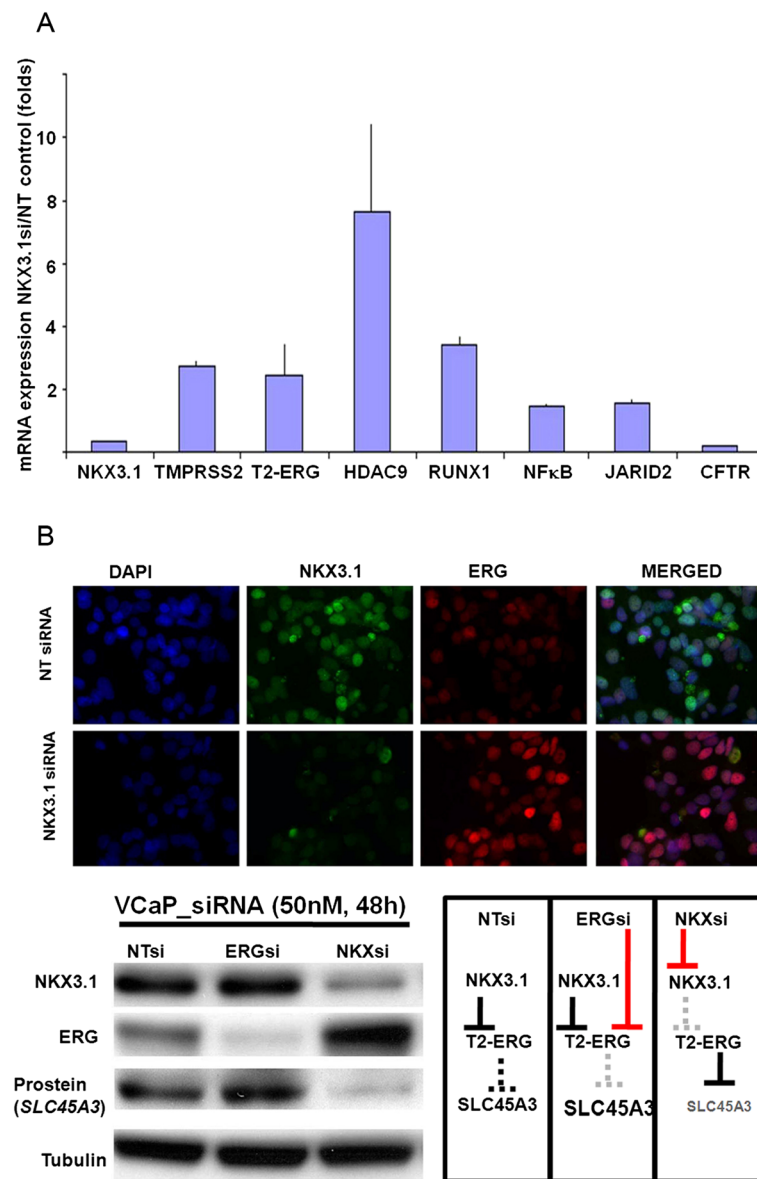 A
mRNA expression NKX3.1si/NT control (folds)
10
8
6
4
2
NKX3.1 TMPRSS2 T2-ERG HDAC9 RUNX1 NFκB JARID2 CFTR
B
DAPI NKX3.1 ERG MERGED
NT siRNA
NKX3.1 siRNA
VCaP_siRNA (50nM, 48h)
NTsi ERGsi NKXsi
NKX3.1
ERG
Prostein
(SLC45A3)
Tubulin
NTsi ERGsi NKXsi
NKX3.1 NKX3.1 NKX3.1
T2-ERG T2-ERG T2-ERG
SLC45A3 SLC45A3 SLC45A3